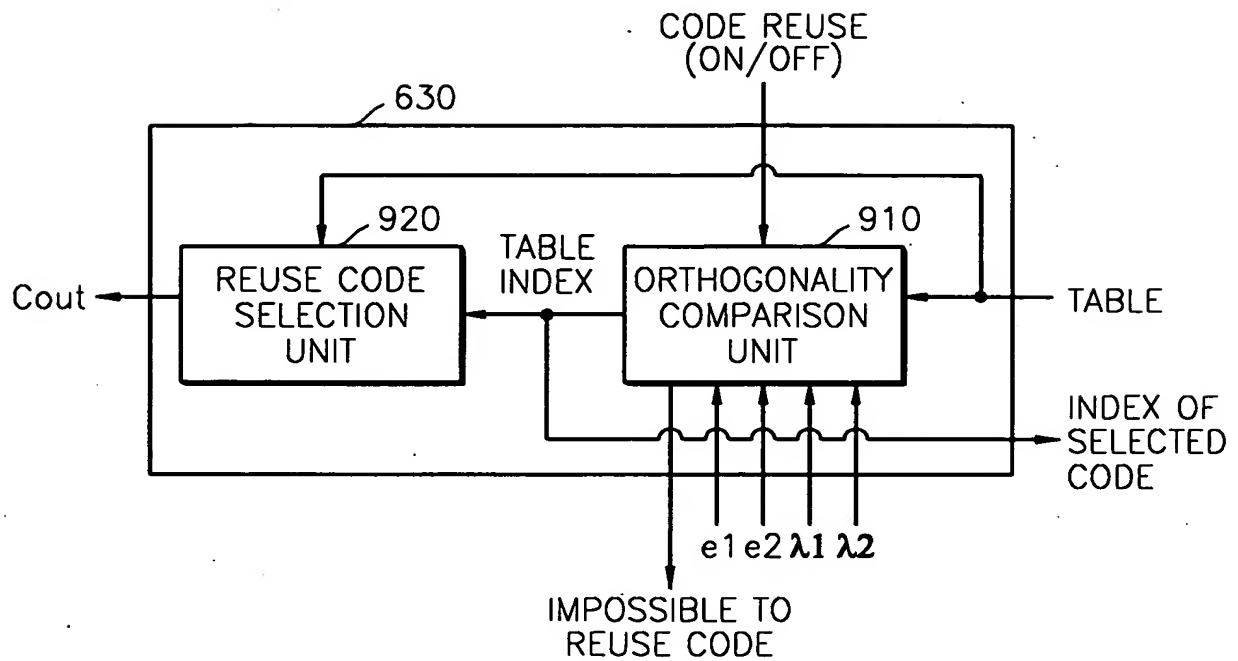 CODE REUSE
(ON/OFF)
630
920
910
TABLE
INDEX
REUSE CODE
SELECTION
UNIT
ORTHOGONALITY
COMPARISON
UNIT
Cout
TABLE
INDEX OF
SELECTED
CODE
e1 e2 λ1 λ2
IMPOSSIBLE TO
REUSE CODE